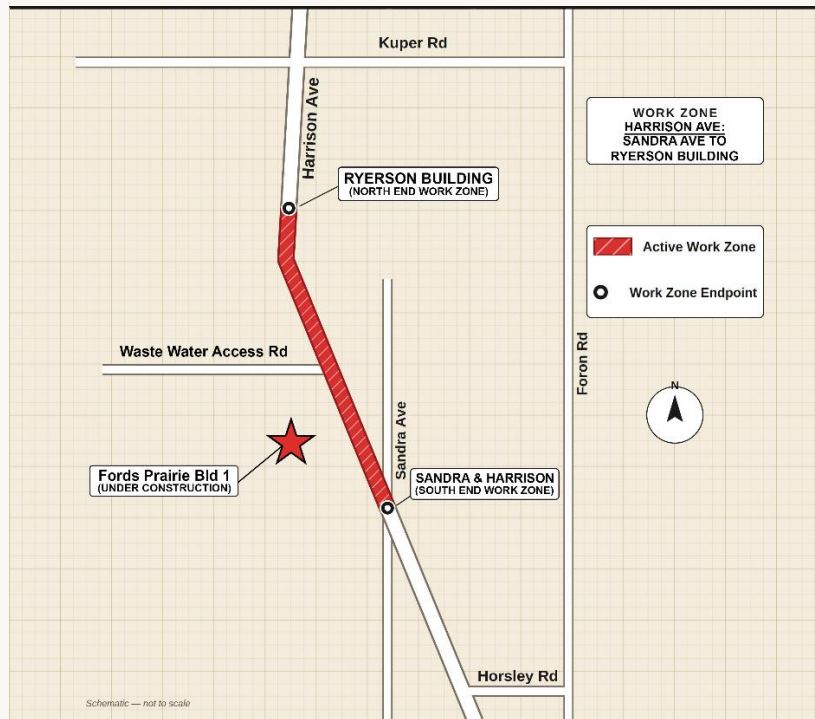 Kuper Rd
Harrison Ave
WORK ZONE
HARRISON AVE:
SANDRA AVE TO
RYERSON BUILDING
RYERSON BUILDING
(NORTH END WORK ZONE)
Active Work Zone
Work Zone Endpoint
Waste Water Access Rd
Foron Rd
N
Sandra Ave
Fords Prairie Bld 1
(UNDER CONSTRUCTION)
SANDRA & HARRISON
(SOUTH END WORK ZONE)
Horsley Rd
Schematic — not to scale